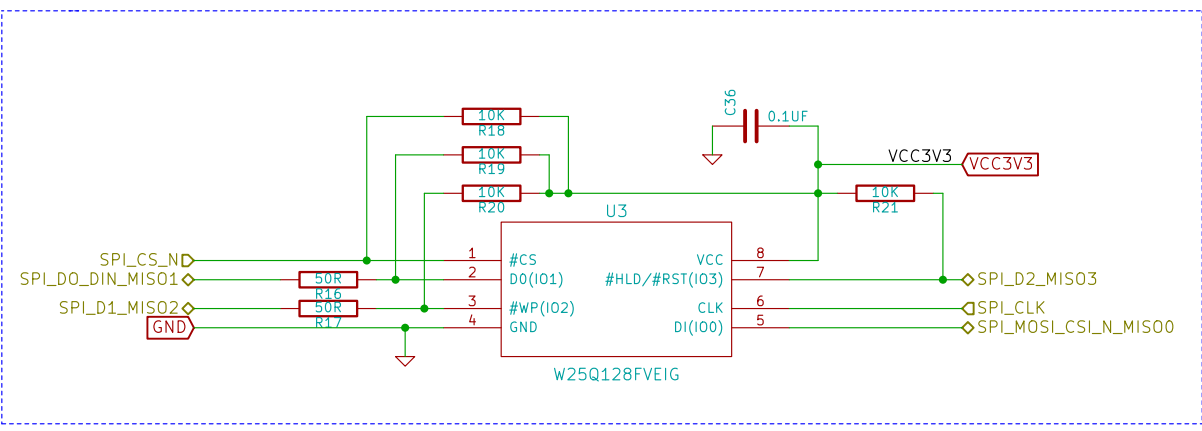 C36
0.1UF
10K
R18
10K
R19
VCC3V3
VCC3V3
10K
R20
10K
R21
U3
SPI_CS_N
1
#CS
VCC
8
SPI_DO_DIN_MISO1
50R
R16
2
DO(IO1)
#HLD/#RST(IO3)
7
SPI_D2_MISO3
SPI_D1_MISO2
50R
R17
3
#WP(IO2)
CLK
6
SPI_CLK
GND
4
GND
DI(IO0)
5
SPI_MOSI_CSI_N_MISO0
W25Q128FVEIG